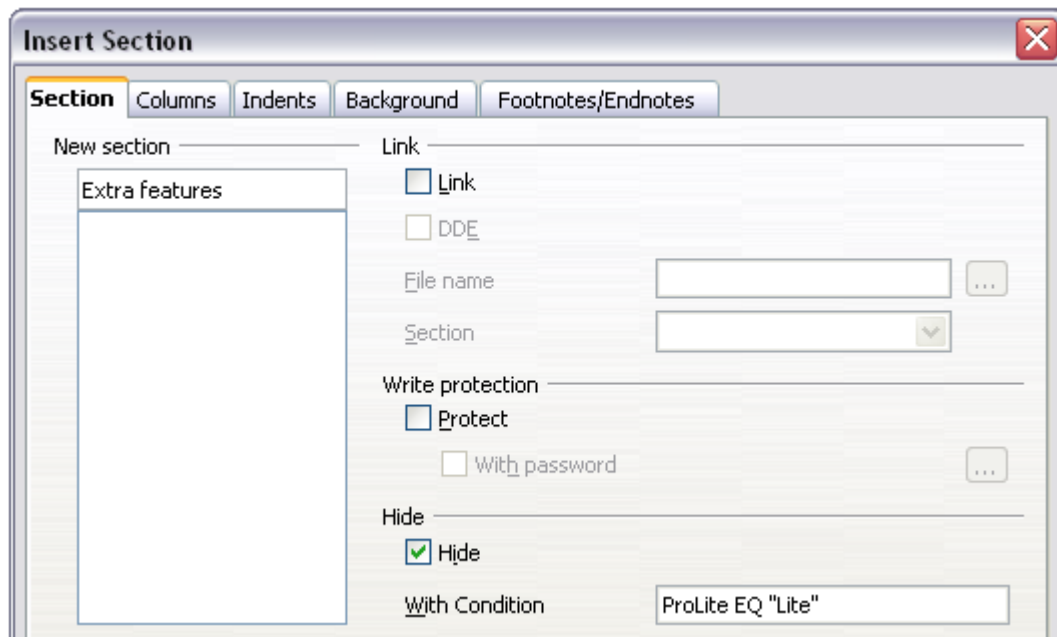 Insert Section
Section Columns Indents Background Footnotes/Endnotes
New section
Extra features
Link
Link
DDE
File name
...
Section
Write protection
Protect
With password
...
Hide
Hide
With Condition
ProLite EQ "Lite"